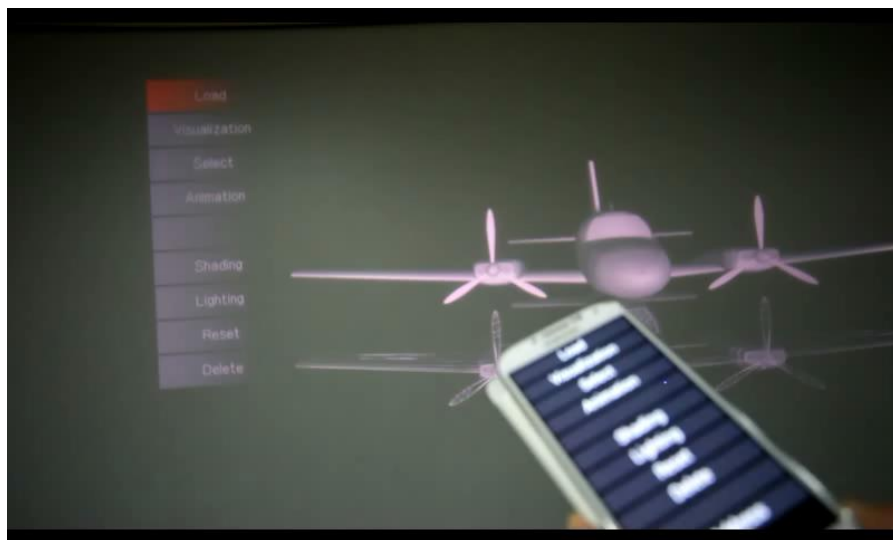 Load
Visualization
Select
Animation
Shading
Lighting
Reset
Delete
Load
Visualization
Select
Animation
Shading
Lighting
Reset
Delete